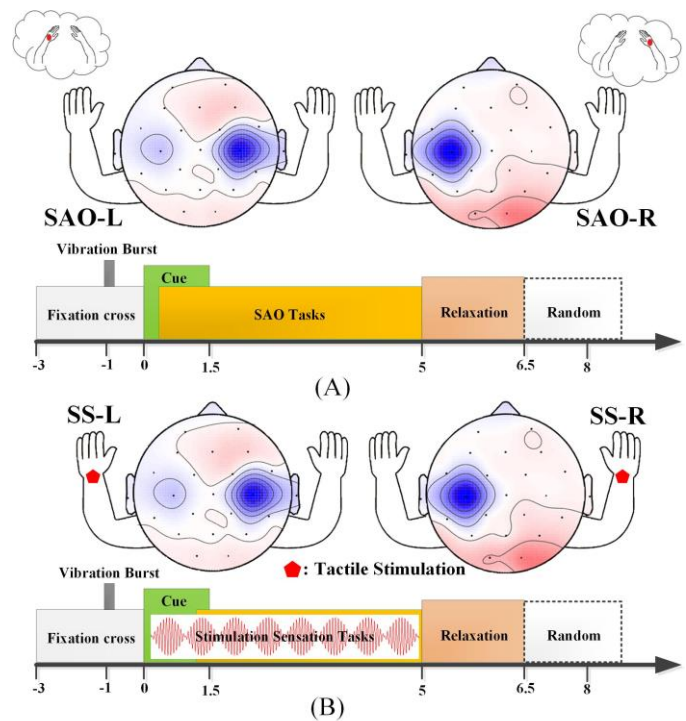 SAO-L
SAO-R
Vibration Burst
Cue
Fixation cross
SAO Tasks
Relaxation
Random
-3
-1
0
1.5
5
6.5
8
(A)
SS-L
SS-R
Vibration Burst
: Tactile Stimulation
Cue
Fixation cross
Stimulation Sensation Tasks
Relaxation
Random
-3
-1
0
1.5
5
6.5
8
(B)